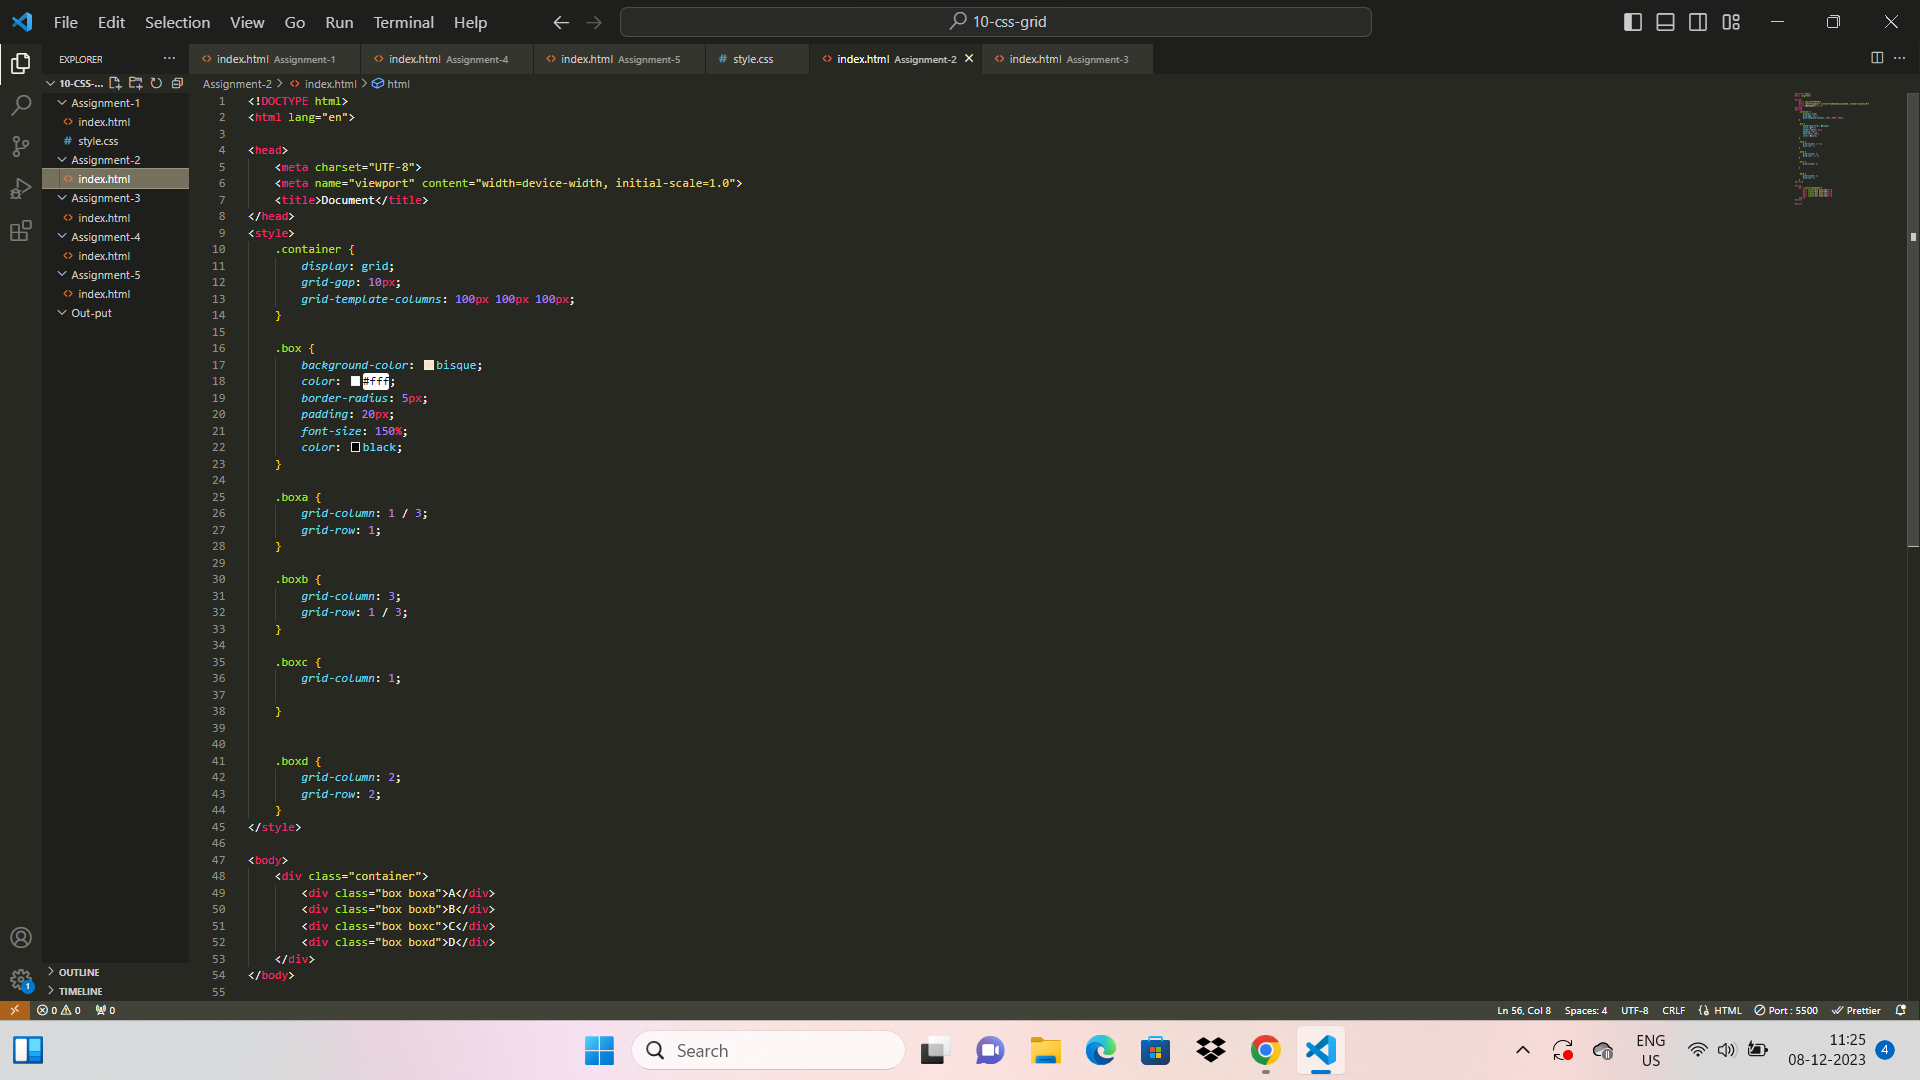 File Edit Selection View Go Run Terminal Help 10-css-grid
EXPLORER
index.html Assignment-1 index.html Assignment-4 index.html Assignment-5 # style.css index.html Assignment-2 index.html Assignment-3
10-CSS-...
Assignment-1
index.html
# style.css
Assignment-2
index.html
Assignment-3
index.html
Assignment-4
index.html
Assignment-5
index.html
Out-put
OUTLINE
TIMELINE
Assignment-2 > index.html > html
1 <!DOCTYPE html>
2 <html lang="en">
3
4 <head>
5 <meta charset="UTF-8">
6 <meta name="viewport" content="width=device-width, initial-scale=1.0">
7 <title>Document</title>
8 </head>
9 <style>
10 .container {
11 display: grid;
12 grid-gap: 10px;
13 grid-template-columns: 100px 100px 100px;
14 }
15
16 .box {
17 background-color: bisque;
18 color: #fff;
19 border-radius: 5px;
20 padding: 20px;
21 font-size: 150%;
22 color: black;
23 }
24
25 .boxa {
26 grid-column: 1 / 3;
27 grid-row: 1;
28 }
29
30 .boxb {
31 grid-column: 3;
32 grid-row: 1 / 3;
33 }
34
35 .boxc {
36 grid-column: 1;
37
38 }
39
40
41 .boxd {
42 grid-column: 2;
43 grid-row: 2;
44 }
45 </style>
46
47 <body>
48 <div class="container">
49 <div class="box boxa">A</div>
50 <div class="box boxb">B</div>
51 <div class="box boxc">C</div>
52 <div class="box boxd">D</div>
53 </div>
54 </body>
55
1
0 0 0 Ln 56, Col 8 Spaces: 4 UTF-8 CRLF HTML Port : 5500 Prettier
Search ENG US 11:25 08-12-2023 4